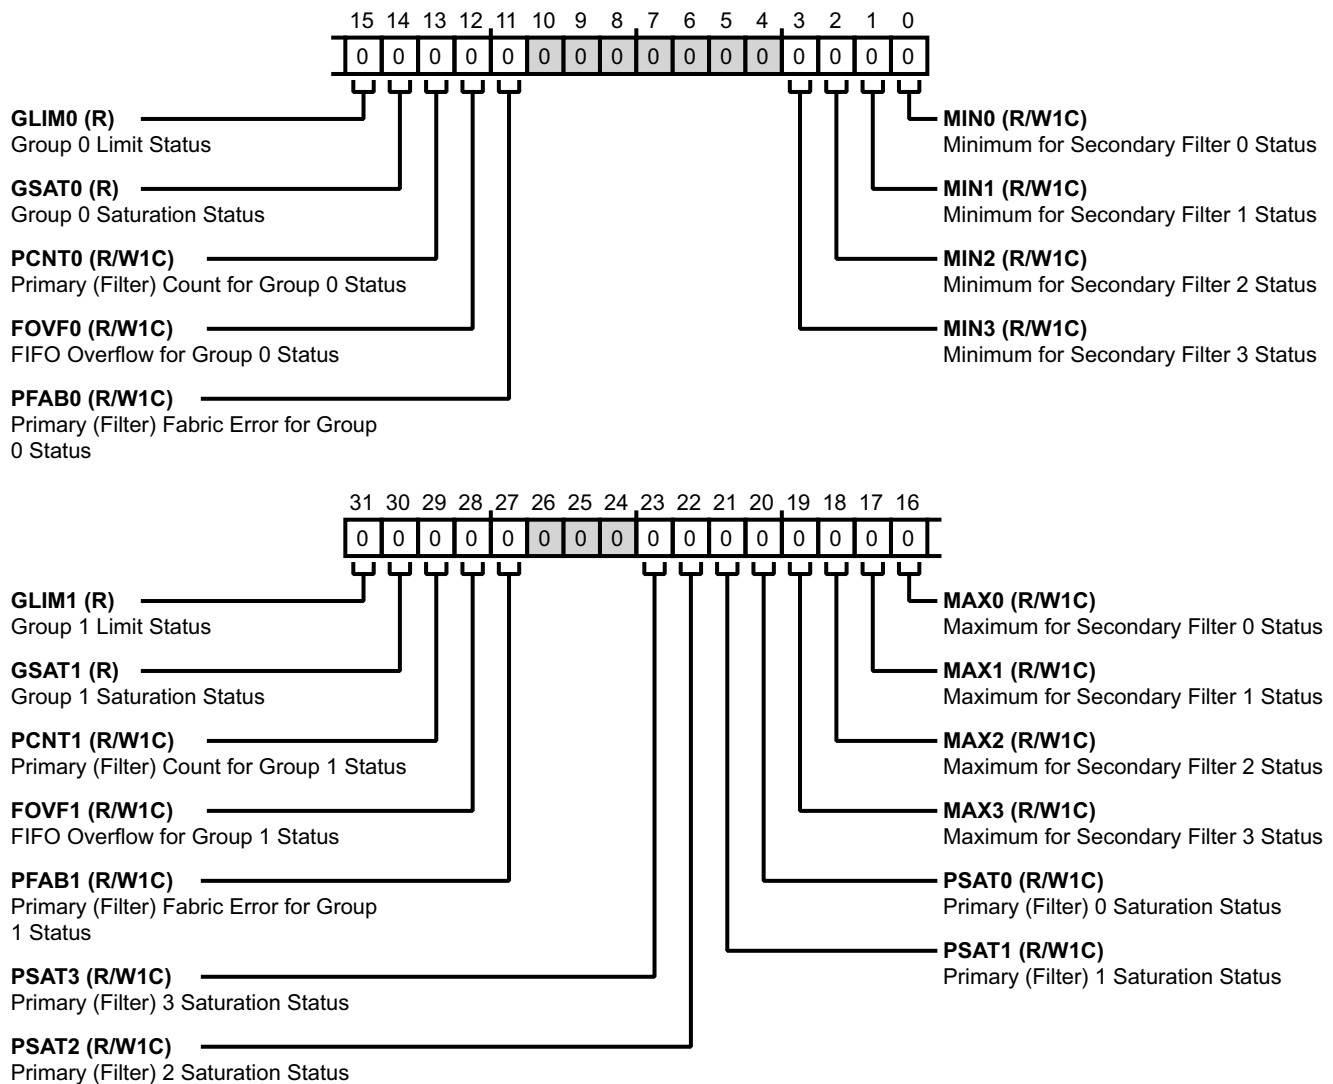 15 14 13 12 11 10 9 8 7 6 5 4 3 2 1 0
0 0 0 0 0 0 0 0 0 0 0 0 0 0 0 0
GLIM0 (R)
Group 0 Limit Status
GSAT0 (R)
Group 0 Saturation Status
PCNT0 (R/W1C)
Primary (Filter) Count for Group 0 Status
FOVF0 (R/W1C)
FIFO Overflow for Group 0 Status
PFAB0 (R/W1C)
Primary (Filter) Fabric Error for Group
0 Status
MIN0 (R/W1C)
Minimum for Secondary Filter 0 Status
MIN1 (R/W1C)
Minimum for Secondary Filter 1 Status
MIN2 (R/W1C)
Minimum for Secondary Filter 2 Status
MIN3 (R/W1C)
Minimum for Secondary Filter 3 Status
31 30 29 28 27 26 25 24 23 22 21 20 19 18 17 16
0 0 0 0 0 0 0 0 0 0 0 0 0 0 0 0
GLIM1 (R)
Group 1 Limit Status
GSAT1 (R)
Group 1 Saturation Status
PCNT1 (R/W1C)
Primary (Filter) Count for Group 1 Status
FOVF1 (R/W1C)
FIFO Overflow for Group 1 Status
PFAB1 (R/W1C)
Primary (Filter) Fabric Error for Group
1 Status
PSAT3 (R/W1C)
Primary (Filter) 3 Saturation Status
PSAT2 (R/W1C)
Primary (Filter) 2 Saturation Status
MAX0 (R/W1C)
Maximum for Secondary Filter 0 Status
MAX1 (R/W1C)
Maximum for Secondary Filter 1 Status
MAX2 (R/W1C)
Maximum for Secondary Filter 2 Status
MAX3 (R/W1C)
Maximum for Secondary Filter 3 Status
PSAT0 (R/W1C)
Primary (Filter) 0 Saturation Status
PSAT1 (R/W1C)
Primary (Filter) 1 Saturation Status